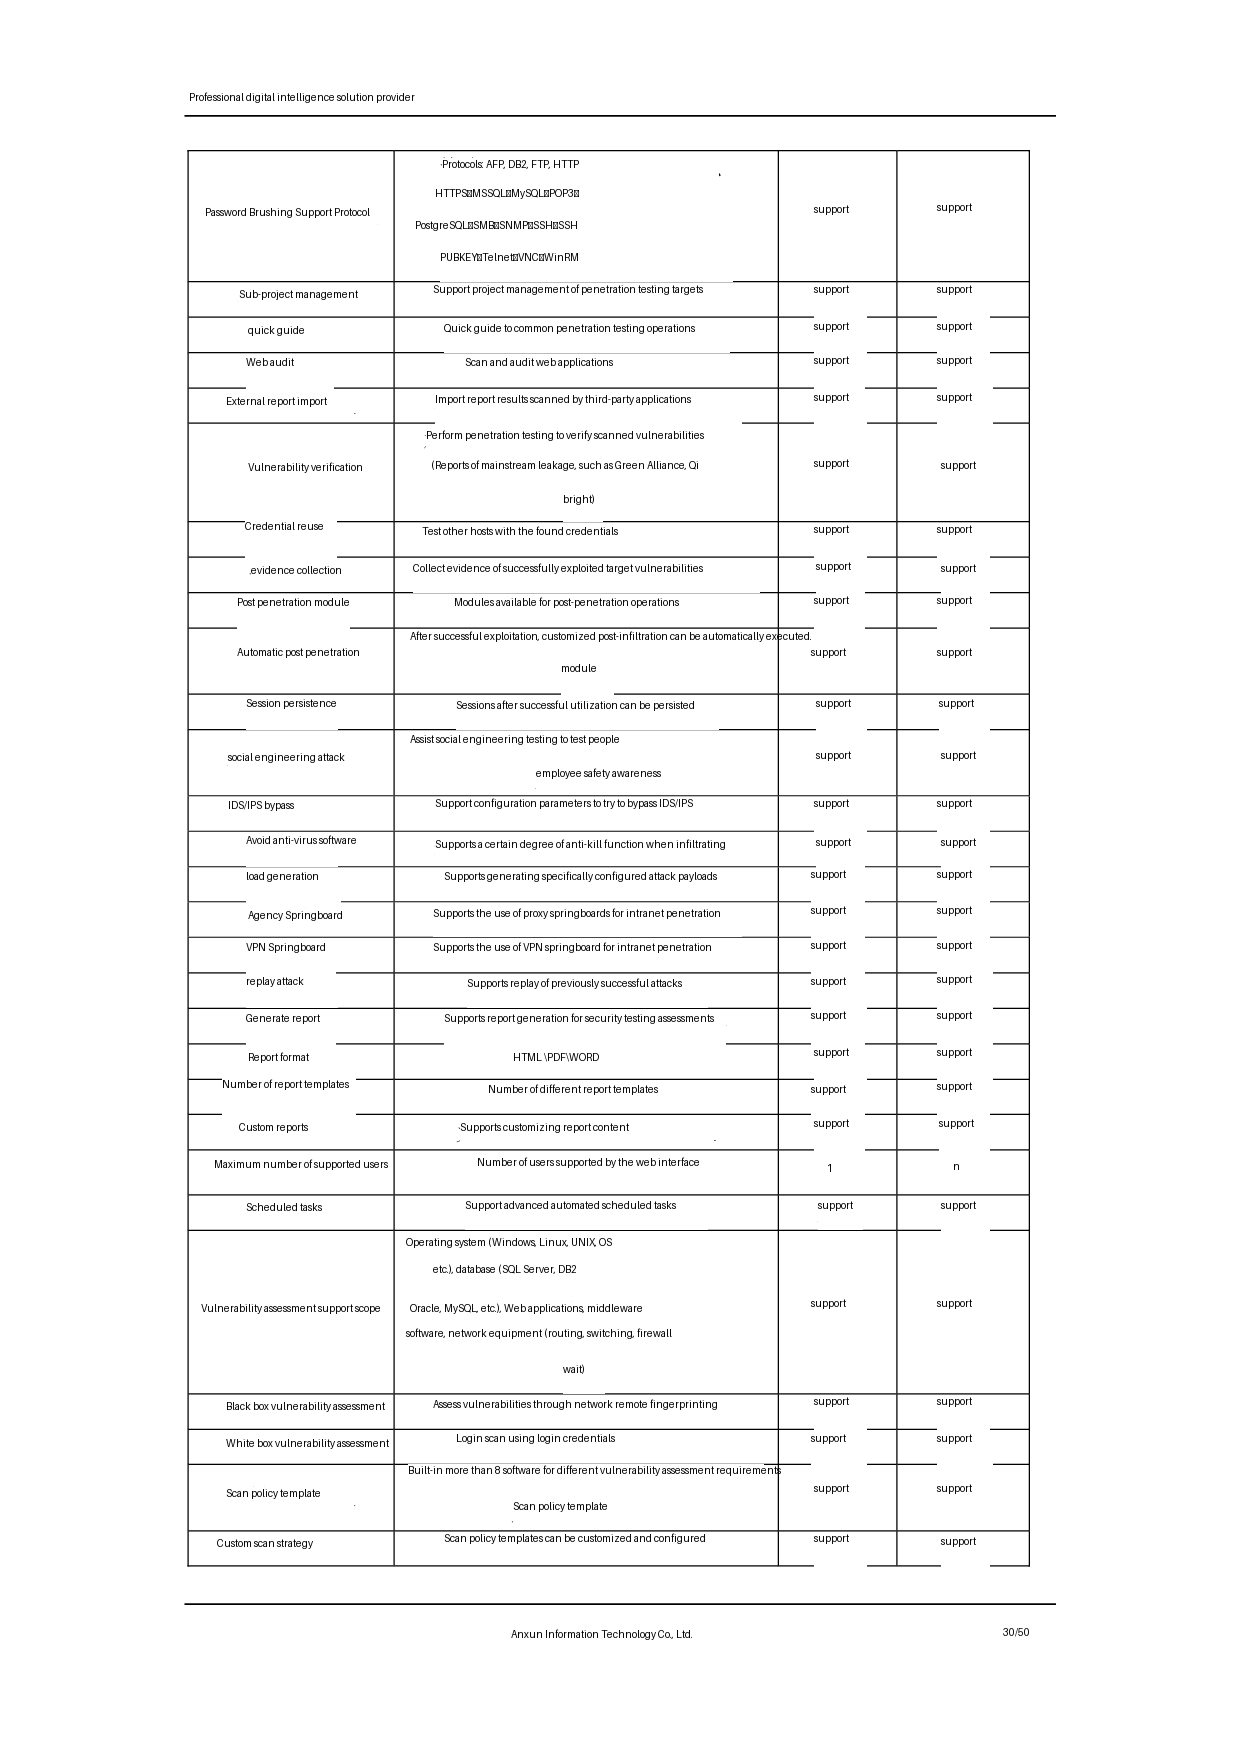 Professional digital intelligence solution provider
Protocols: AFP, DB2, FTP, HTTP
HTTPS□MSSQL□MySQL□POP3□
Password Brushing Support Protocol
support
support
PostgreSQL□SMB□SNMP□SSH□SSH
PUBKEY□Telnet□VNC□WinRM
Sub-project management
Support project management of penetration testing targets
support
support
quick guide
Quick guide to common penetration testing operations
support
support
Web audit
Scan and audit web applications
support
support
External report import
Import report results scanned by third-party applications
support
support
Perform penetration testing to verify scanned vulnerabilities
Vulnerability verification
(Reports of mainstream leakage, such as Green Alliance, Qi
support
support
bright)
Credential reuse
Test other hosts with the found credentials
support
support
evidence collection
Collect evidence of successfully exploited target vulnerabilities
support
support
Post penetration module
Modules available for post-penetration operations
support
support
After successful exploitation, customized post-infiltration can be automatically executed.
Automatic post penetration
support
support
module
Session persistence
Sessions after successful utilization can be persisted
support
support
Assist social engineering testing to test people
social engineering attack
support
support
employee safety awareness
IDS/IPS bypass
Support configuration parameters to try to bypass IDS/IPS
support
support
Avoid anti-virus software
Supports a certain degree of anti-kill function when infiltrating
support
support
load generation
Supports generating specifically configured attack payloads
support
support
Agency Springboard
Supports the use of proxy springboards for intranet penetration
support
support
VPN Springboard
Supports the use of VPN springboard for intranet penetration
support
support
replay attack
Supports replay of previously successful attacks
support
support
Generate report
Supports report generation for security testing assessments
support
support
Report format
HTML \PDF\WORD
support
support
Number of report templates
Number of different report templates
support
support
Custom reports
Supports customizing report content
support
support
Maximum number of supported users
Number of users supported by the web interface
1
n
Scheduled tasks
Support advanced automated scheduled tasks
support
support
Operating system (Windows, Linux, UNIX, OS
etc.), database (SQL Server, DB2
Vulnerability assessment support scope
Oracle, MySQL, etc.), Web applications, middleware
support
support
software, network equipment (routing, switching, firewall
wait)
Black box vulnerability assessment
Assess vulnerabilities through network remote fingerprinting
support
support
White box vulnerability assessment
Login scan using login credentials
support
support
Built-in more than 8 software for different vulnerability assessment requirements
Scan policy template
support
support
Scan policy template
Custom scan strategy
Scan policy templates can be customized and configured
support
support
Anxun Information Technology Co., Ltd.
30/50